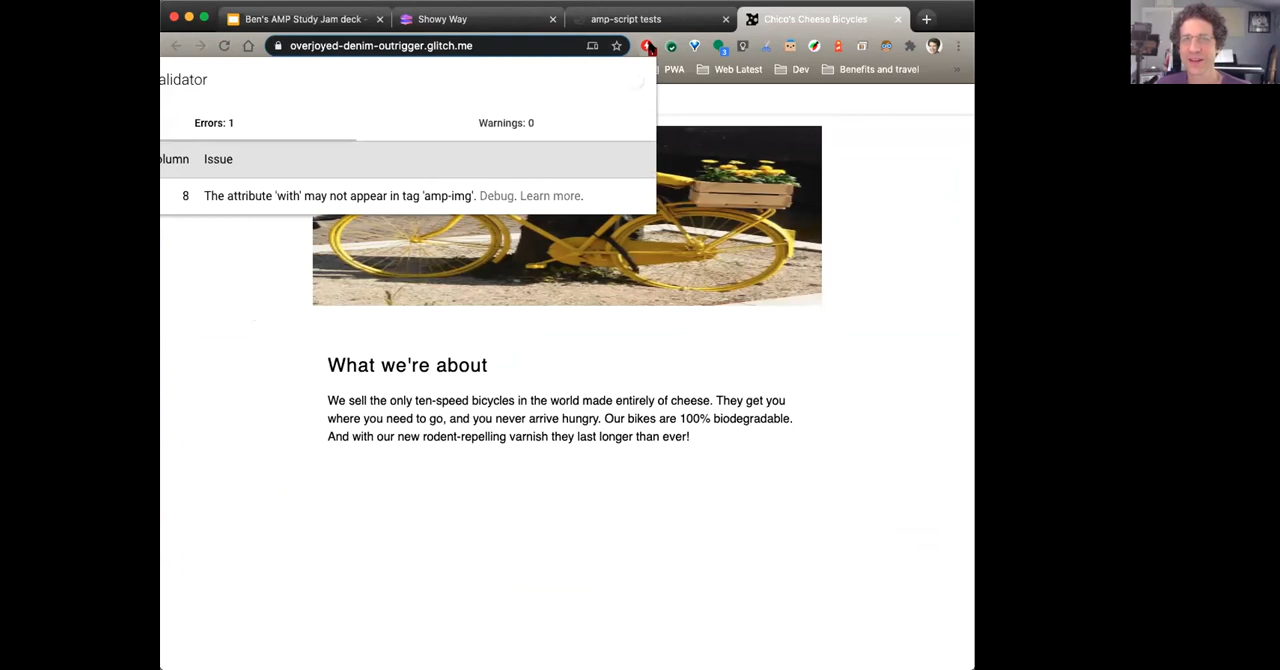 Ben's AMP Study Jam deck -
Showy Way
amp-script tests
Chico's Cheese Bicycles
overjoyed-denim-outrigger.glitch.me
3
PWA
Web Latest
Dev
Benefits and travel
»
alidator
Errors: 1
Warnings: 0
olumn
Issue
8
The attribute 'with' may not appear in tag 'amp-img'. Debug. Learn more.
What we're about
We sell the only ten-speed bicycles in the world made entirely of cheese. They get you
where you need to go, and you never arrive hungry. Our bikes are 100% biodegradable.
And with our new rodent-repelling varnish they last longer than ever!